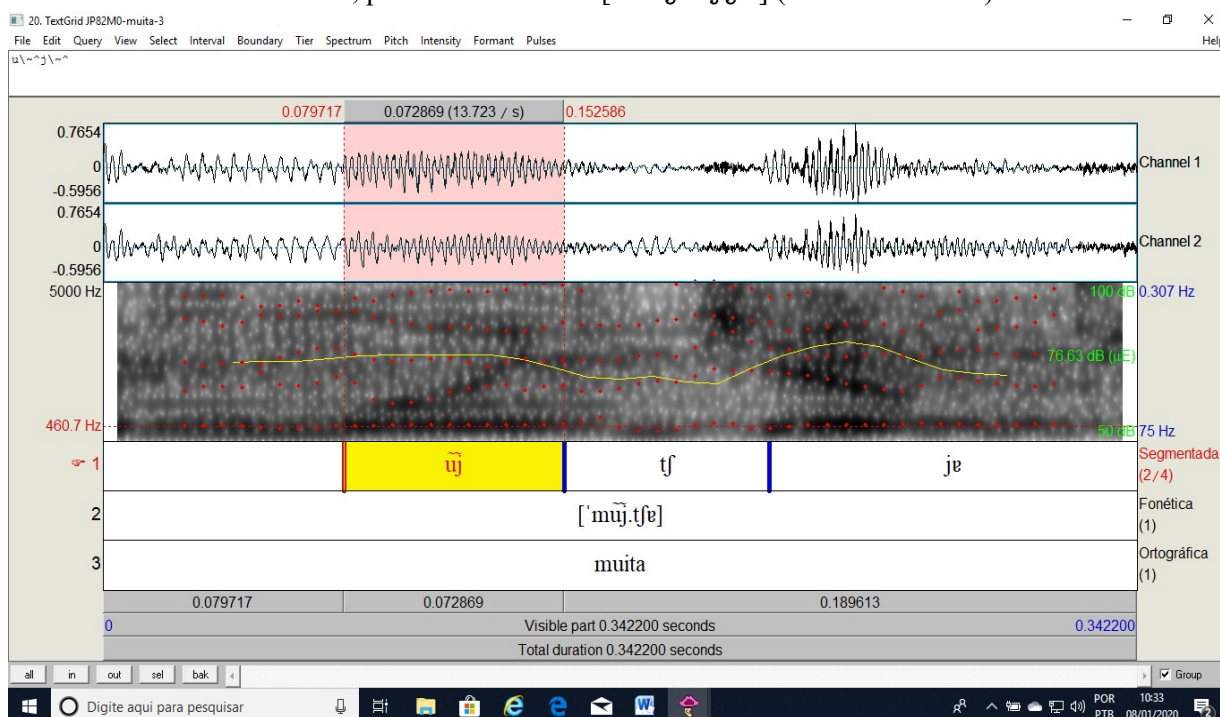 20. TextGrid JP82M0-muita-3
File Edit Query View Select Interval Boundary Tier Spectrum Pitch Intensity Formant Pulses Help
u\~^j\~^
0.079717 0.072869 (13.723 / s) 0.152586
0.7654
0
-0.5956
Channel 1
0.7654
0
-0.5956
Channel 2
5000 Hz 100 dB 0.307 Hz
76.63 dB (µE)
460.7 Hz 50 dB 75 Hz
1 ũj̃ tʃ jɐ Segmentada
(2/4)
2 [ˈmũj̃.tʃɐ] Fonética
(1)
3 muita Ortográfica
(1)
0.079717 0.072869 0.189613
0 Visible part 0.342200 seconds 0.342200
Total duration 0.342200 seconds
all in out sel bak Group
Digite aqui para pesquisar POR 10:33
PTB 08/01/2020 2